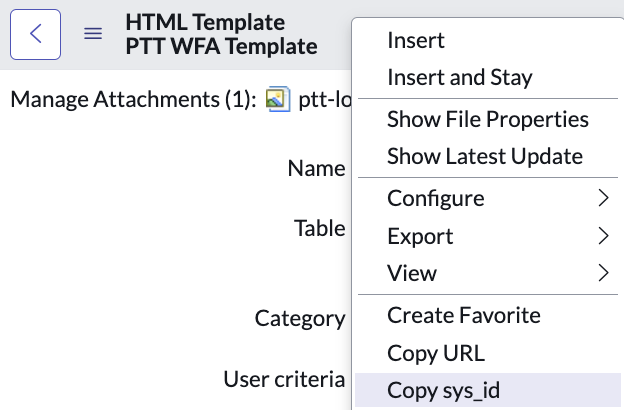 HTML Template
PTT WFA Template
Manage Attachments (1): ptt-lo
Name
Table
Category
User criteria
Insert
Insert and Stay
Show File Properties
Show Latest Update
Configure
Export
View
Create Favorite
Copy URL
Copy sys_id